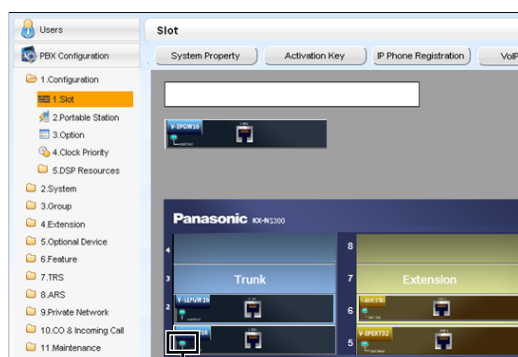 Users
Slot
PBX Configuration
System Property
Activation Key
IP Phone Registration
VoIP
1.Configuration
1.Slot
2.Portable Station
3.Option
4.Clock Priority
5.DSP Resources
2.System
3.Group
4.Extension
5.Optional Device
6.Feature
7.TRS
8.ARS
9.Private Network
10.CO & Incoming Call
11.Maintenance
V-IPGW16
Panasonic KX-NS300
4
8
3
Trunk
7
Extension
2
V-SIPGW16
6
5
V-IPEXT32